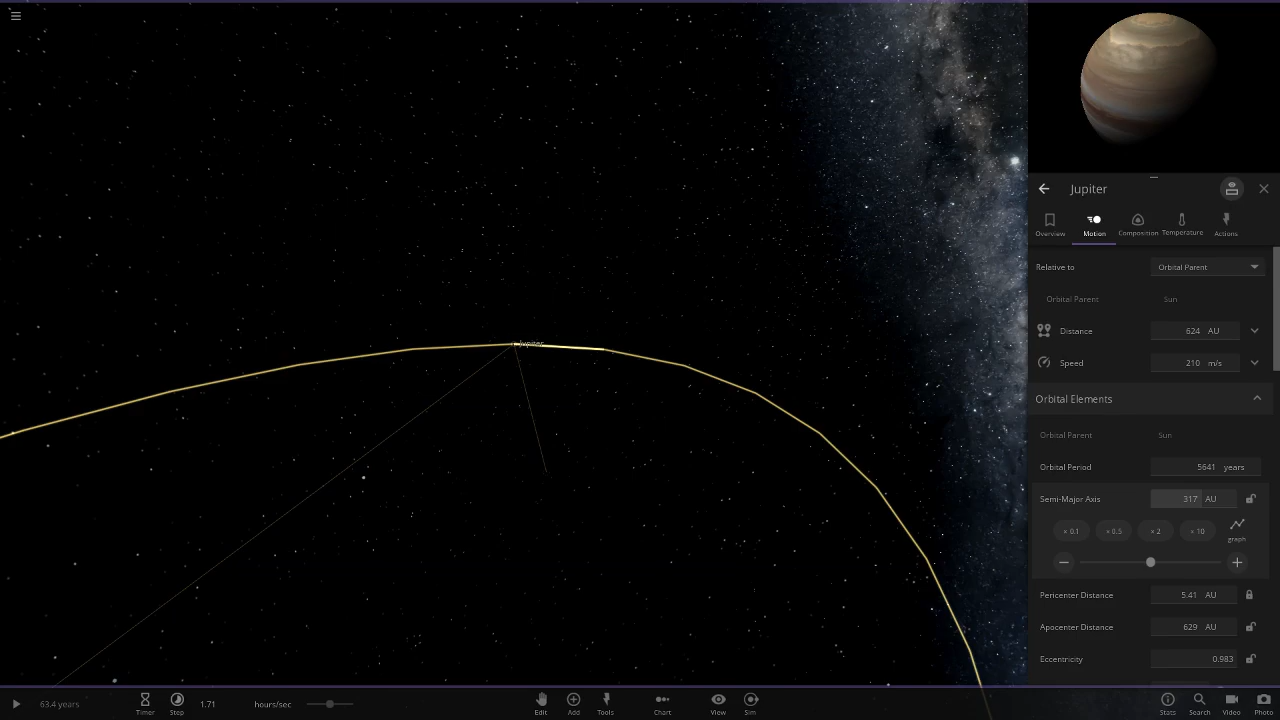 Jupiter
Jupiter
Overview
Motion
Composition
Temperature
Actions
Relative to
Orbital Parent
Orbital Parent
Sun
Distance
624 AU
Speed
210 m/s
Orbital Elements
Orbital Parent
Sun
Orbital Period
5641 years
Semi-Major Axis
317 AU
× 0.1
× 0.5
× 2
× 10
graph
Pericenter Distance
5.41 AU
Apocenter Distance
629 AU
Eccentricity
0.983
63.4 years
Timer
Step
1.71
hours/sec
Edit
Add
Tools
Chart
View
Sim
Stats
Search
Video
Photo